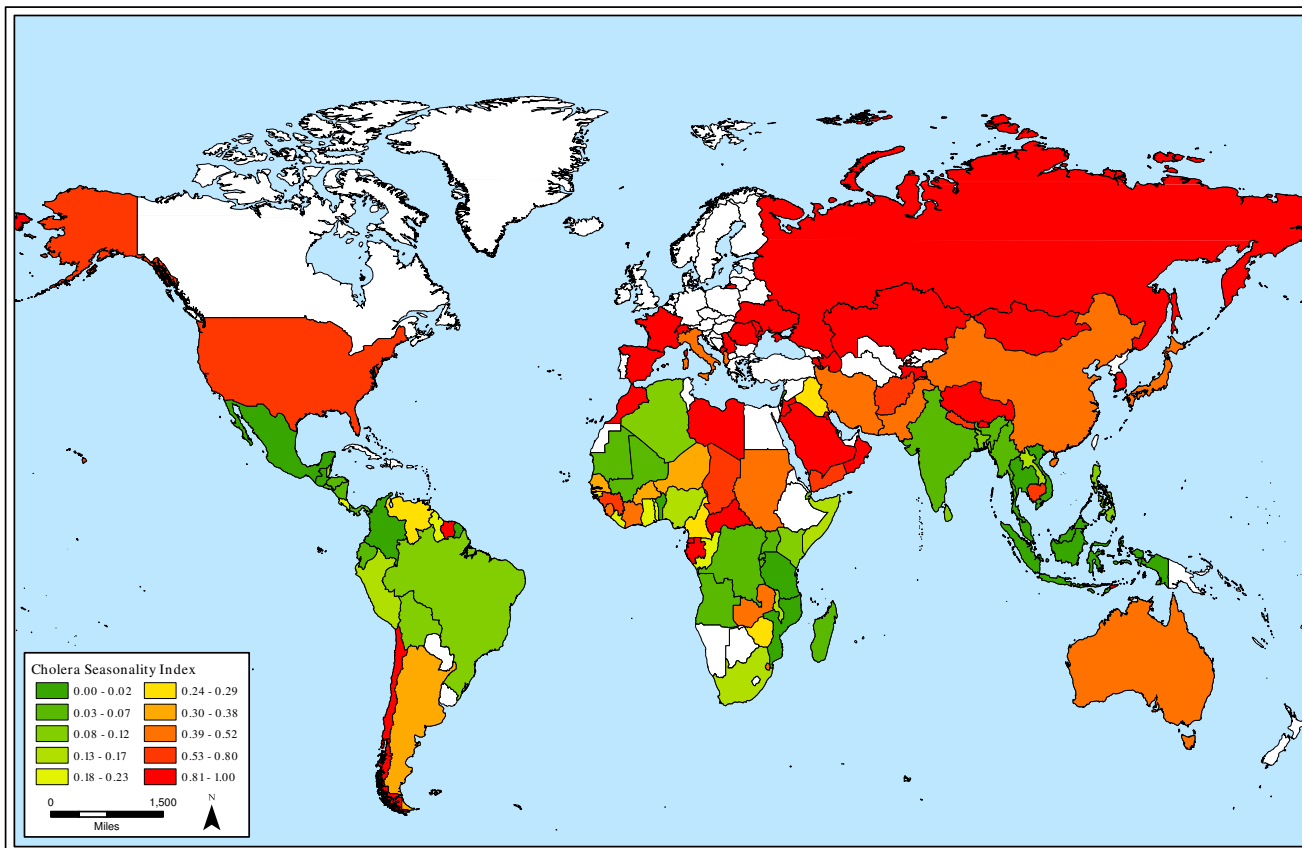 Cholera Seasonality Index
0.00 - 0.02 0.24 - 0.29
0.03 - 0.07 0.30 - 0.38
0.08 - 0.12 0.39 - 0.52
0.13 - 0.17 0.53 - 0.80
0.18 - 0.23 0.81 - 1.00
0 1,500
Miles
N